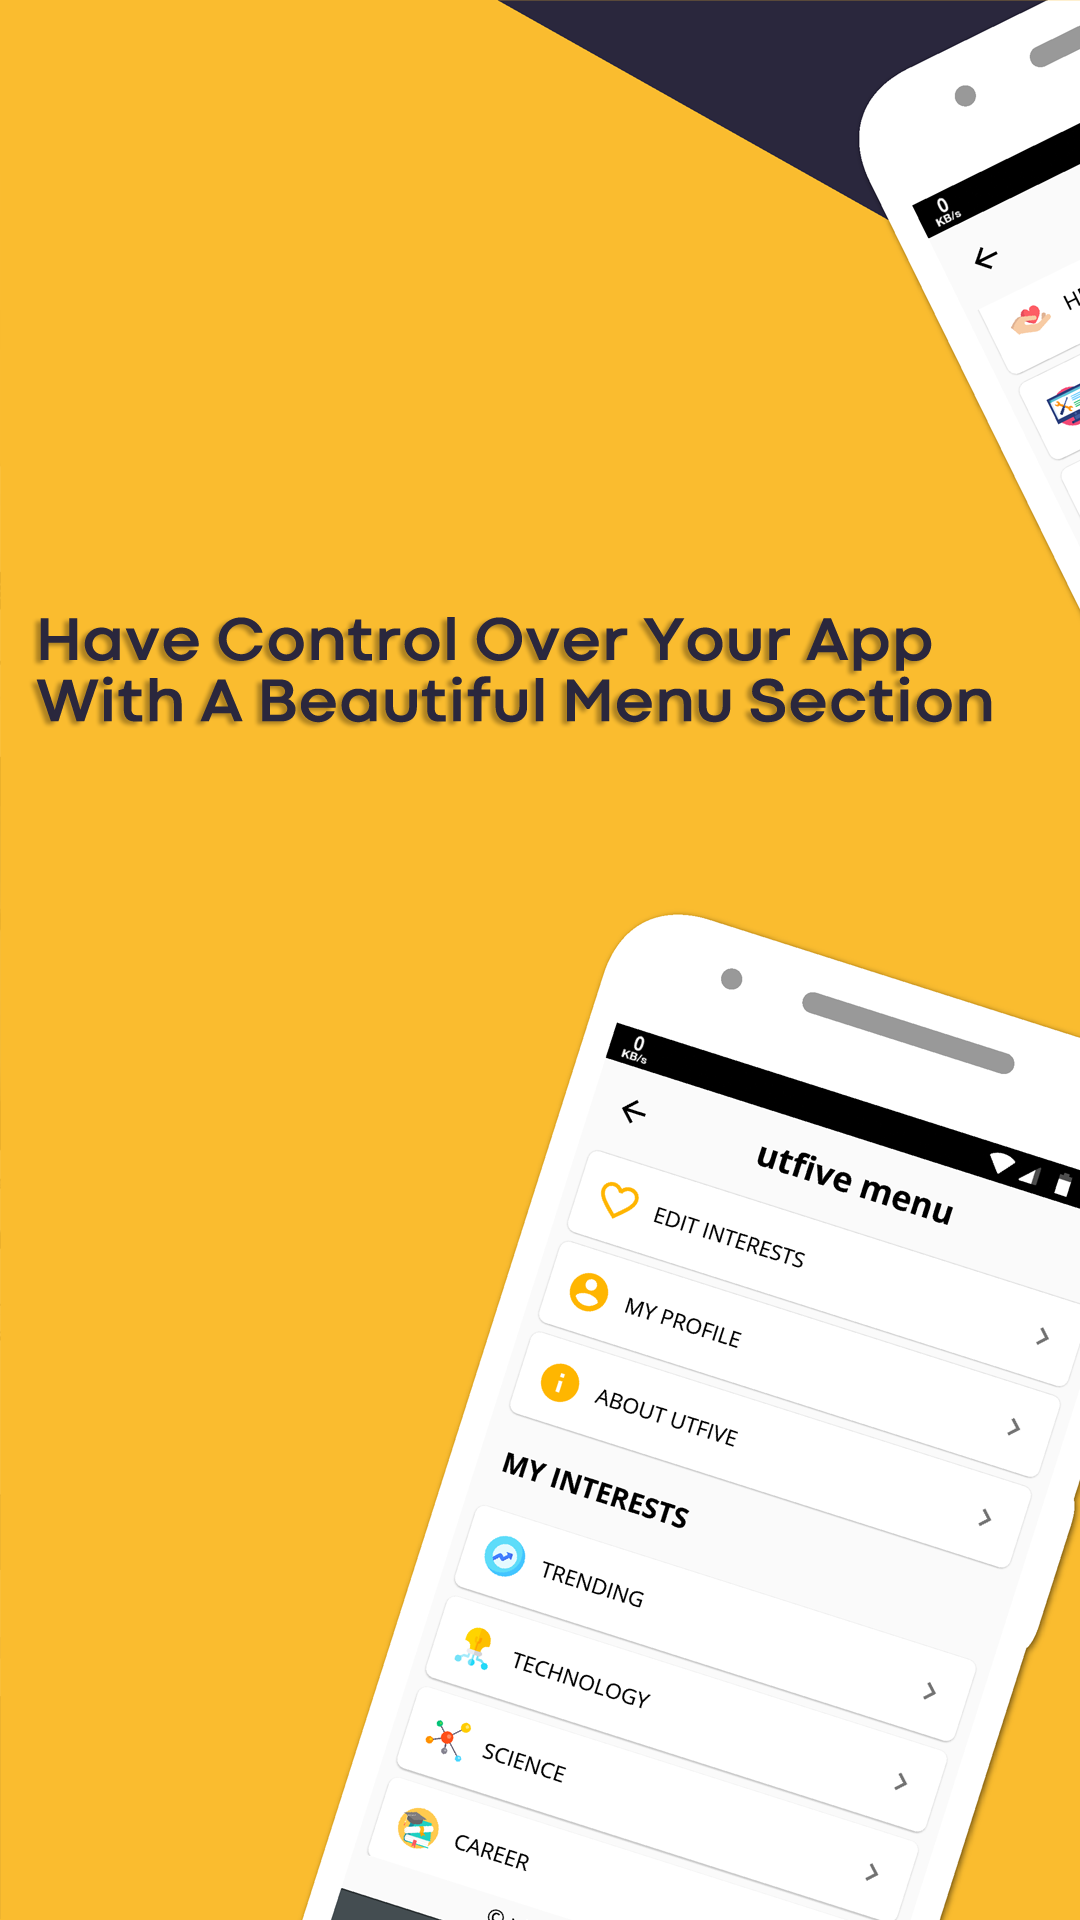 0
KB/s
Have Control Over Your App
With A Beautiful Menu Section
0
KB/s
utfive menu
EDIT INTERESTS
MY PROFILE
ABOUT UTFIVE
MY INTERESTS
TRENDING
TECHNOLOGY
SCIENCE
CAREER
©